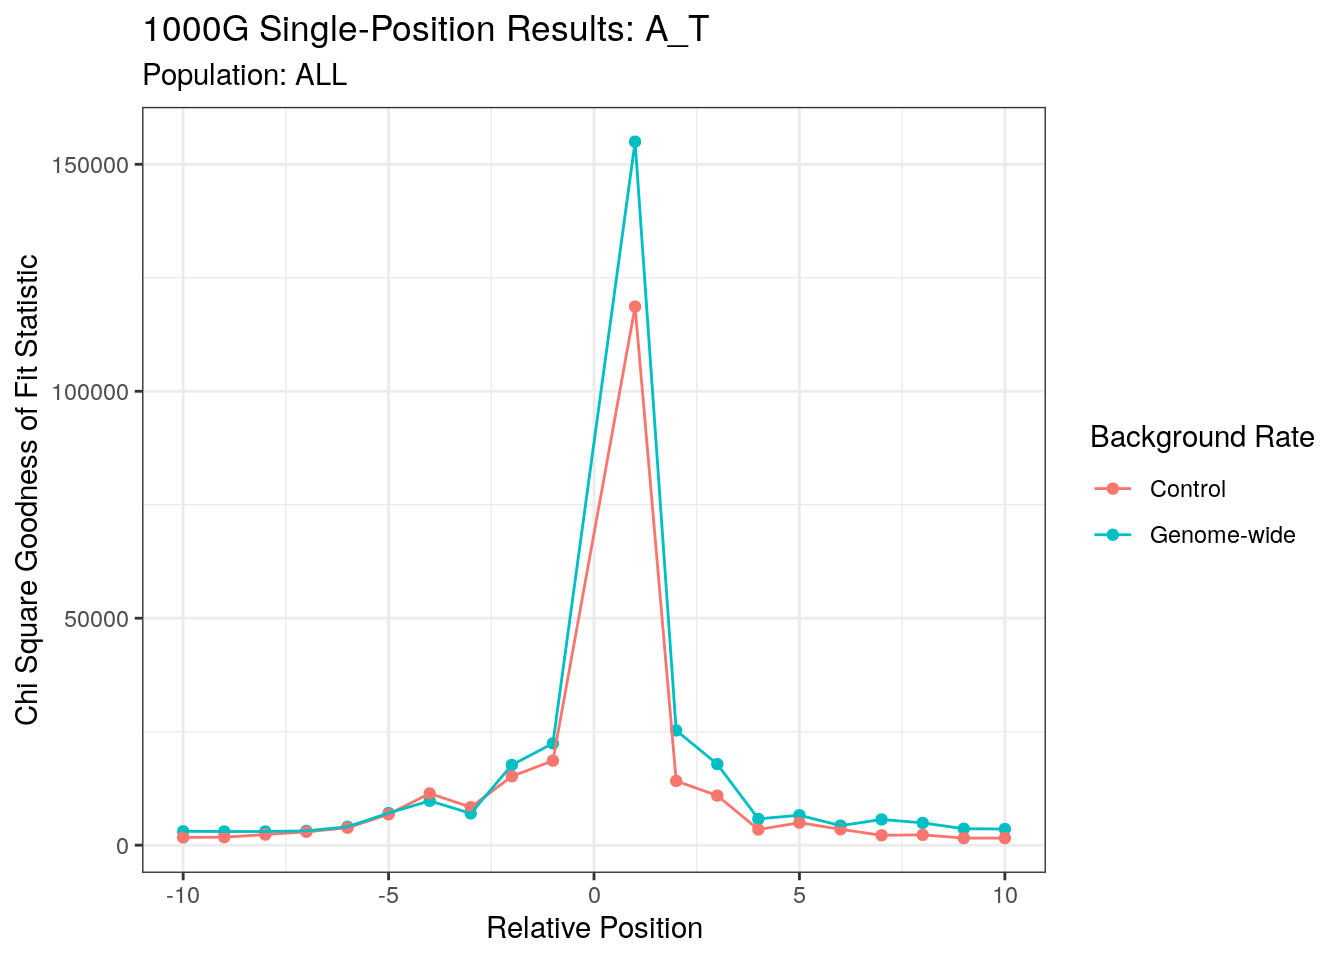 1000G Single-Position Results: A_T
Population: ALL
150000
100000
50000
0
Chi Square Goodness of Fit Statistic
-10 -5 0 5 10
Relative Position
Background Rate
Control
Genome-wide